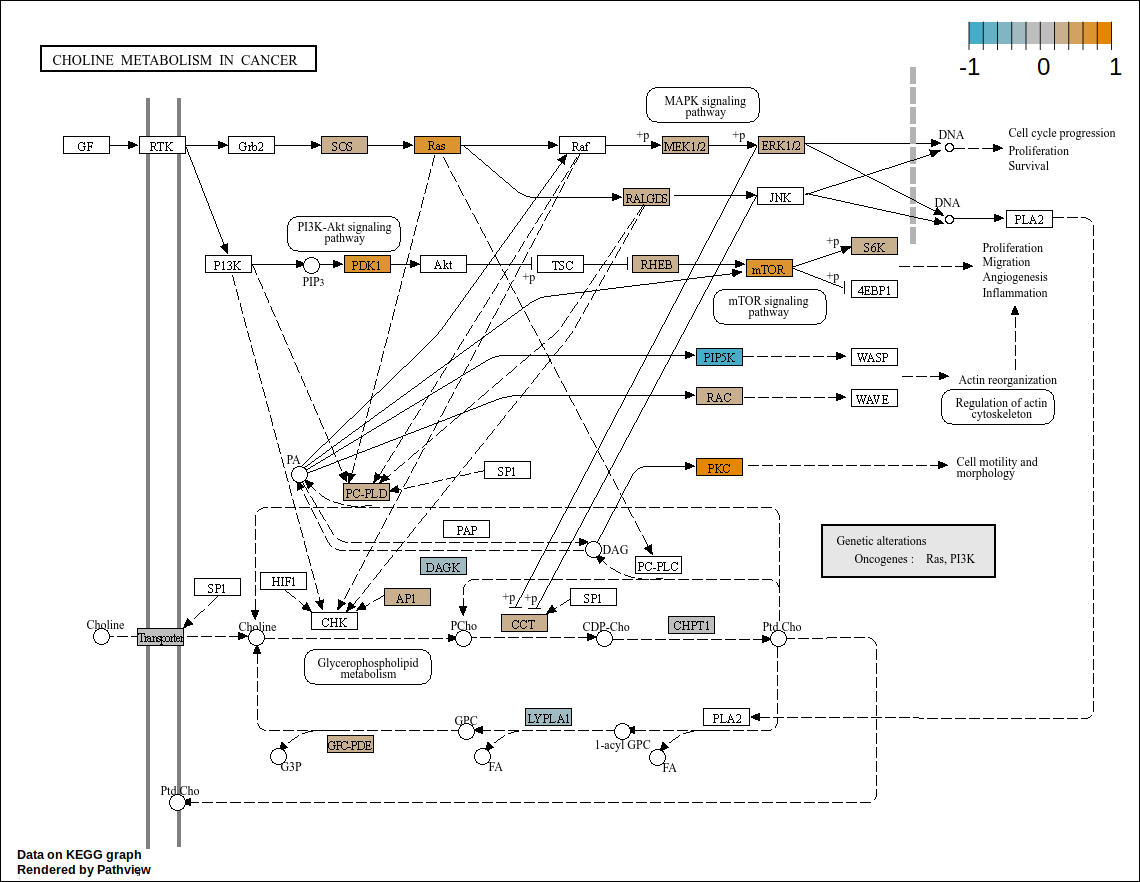 CHOLINE METABOLISM IN CANCER
-1 0 1
MAPK signaling
pathway
GF
RTK
Grb2
SOS
Ras
Raf
+p
MEK1/2
+p
ERK1/2
DNA
Cell cycle progression
Proliferation
Survival
RALGDS
JNK
DNA
PLA2
PI3K-Akt signaling
pathway
P13K
PIP3
PDK1
Akt
+p
TSC
RHEB
mTOR
+p
S6K
+p
4EBP1
Proliferation
Migration
Angiogenesis
Inflammation
mTOR signaling
pathway
PIP5K
WASP
RAC
WAVE
Actin reorganization
Regulation of actin
cytoskeleton
PA
PC-PLD
SP1
PKC
Cell motility and
morphology
PAP
DAG
DAGK
PC-PLC
Genetic alterations
Oncogenes : Ras, PI3K
SP1
HIF1
AP1
+p +p
SP1
Choline
Transporter
Choline
CHK
PCho
CCT
CDP-Cho
CHPT1
Ptd Cho
Glycerophospholipid
metabolism
GPC
LYPLA1
PLA2
GPC-PDE
1-acyl GPC
G3P
FA
FA
Ptd Cho
Data on KEGG graph
Rendered by Pathview